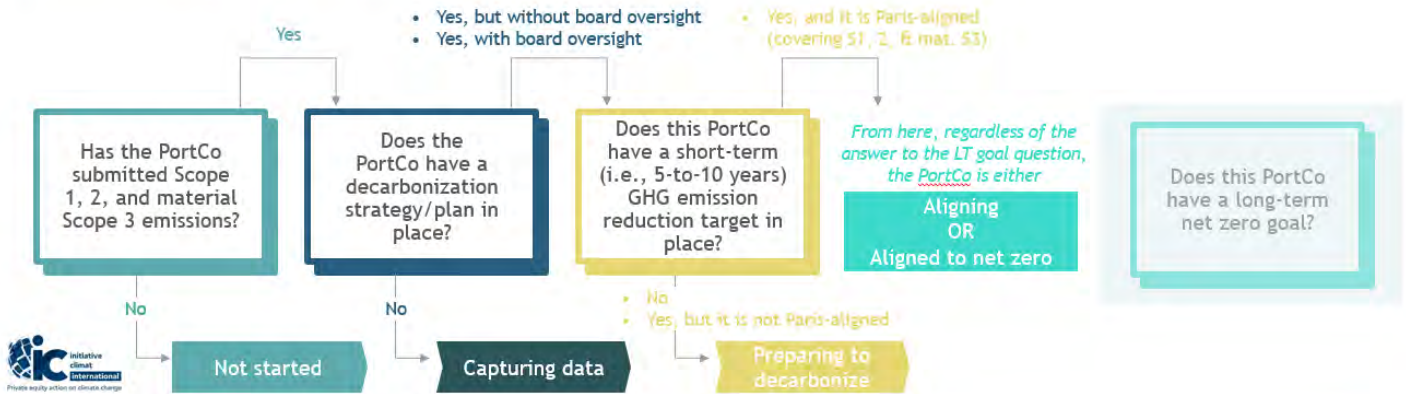 Yes
• Yes, but without board oversight
• Yes, with board oversight
• Yes, and it is Paris-aligned
(covering S1, 2, & mat. S3)
Has the PortCo
submitted Scope
1, 2, and material
Scope 3 emissions?
Does the
PortCo have a
decarbonization
strategy/plan in
place?
Does this PortCo
have a short-term
(i.e., 5-to-10 years)
GHG emission
reduction target in
place?
From here, regardless of the
answer to the LT goal question,
the PortCo is either
Aligning
OR
Aligned to net zero
Does this PortCo
have a long-term
net zero goal?
No
No
• No
• Yes, but it is not Paris-aligned
iC initiative
climat
international
Private equity action on climate change
Not started
Capturing data
Preparing to
decarbonize